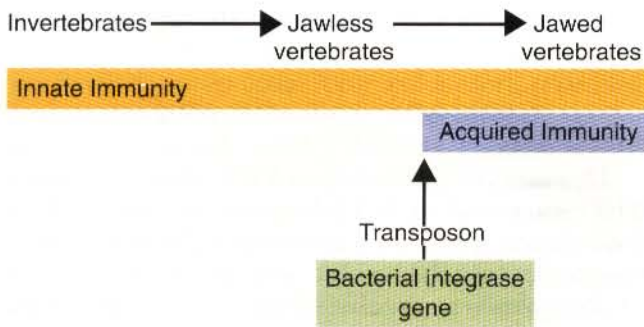 Invertebrates
Jawless
vertebrates
Jawed
vertebrates
Innate Immunity
Acquired Immunity
Transposon
Bacterial integrase
gene